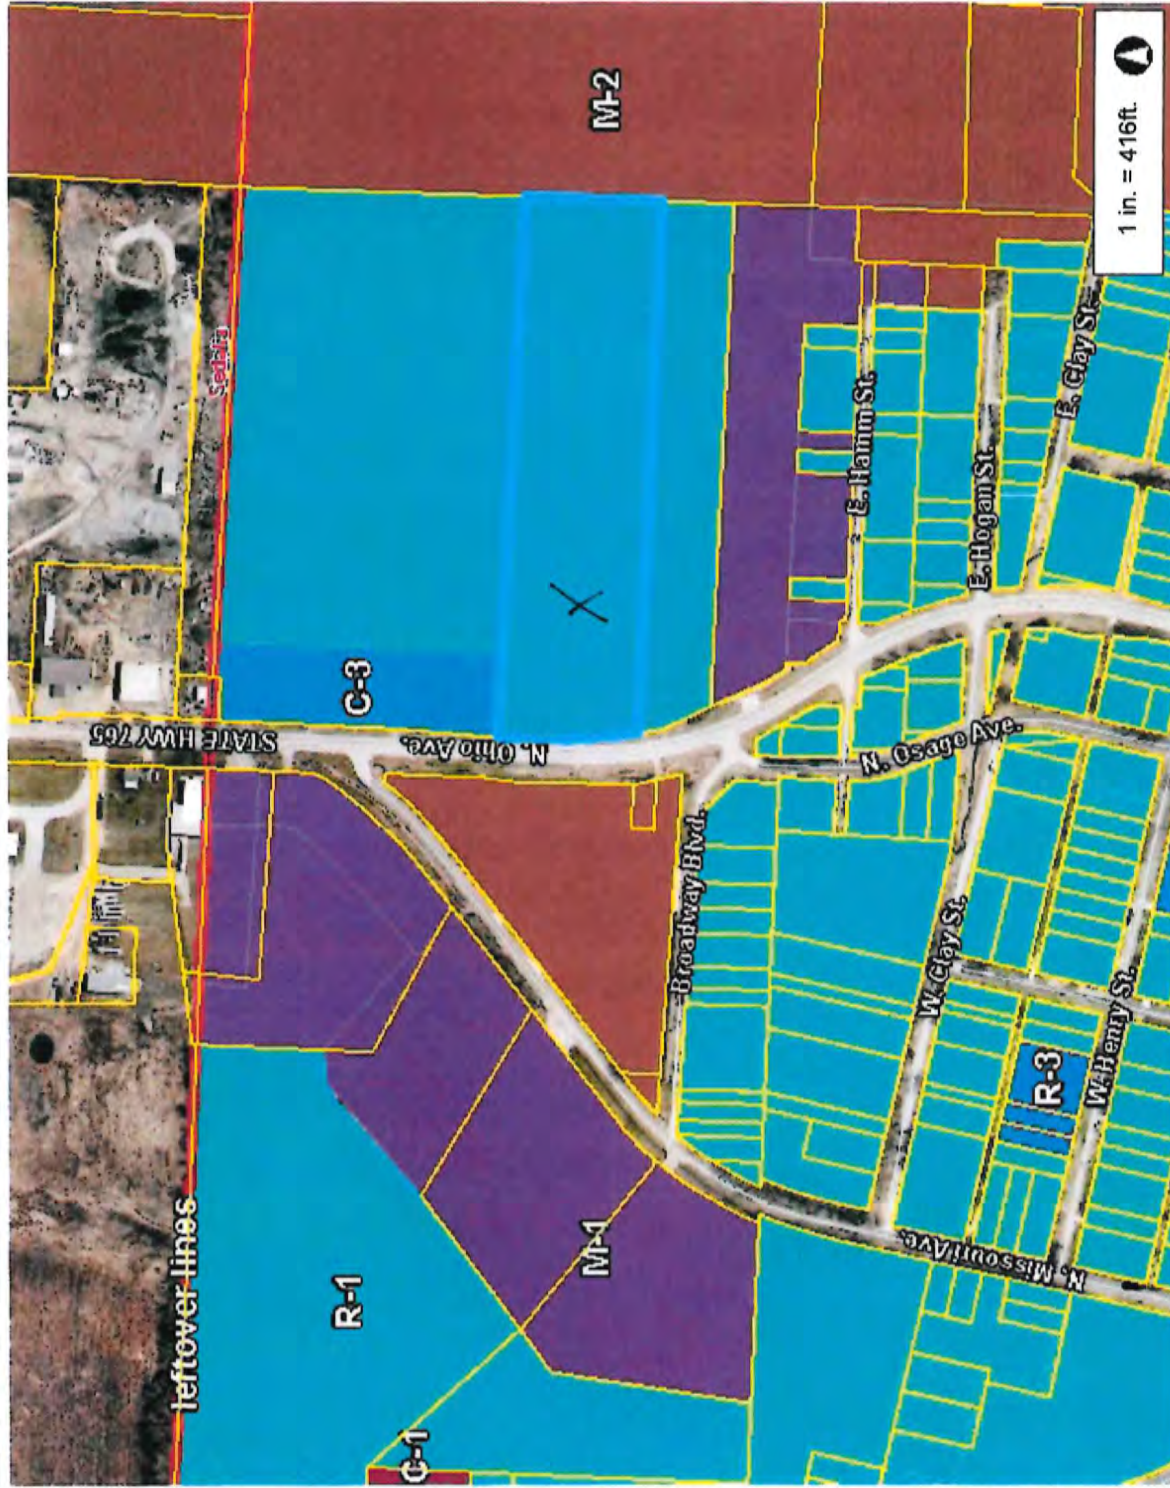 STATE HWY 765
leftover lines
Sedalia
R-1
C-3
C-1
N. Ohio Ave.
M-1
M-2
Broadway Blvd.
E. Hamm St.
N. Osage Ave.
W. Clay St.
E. Hogan St.
N. Missouri Ave.
R-3
E. Clay St.
W. Henry St.
1 in. = 416ft.